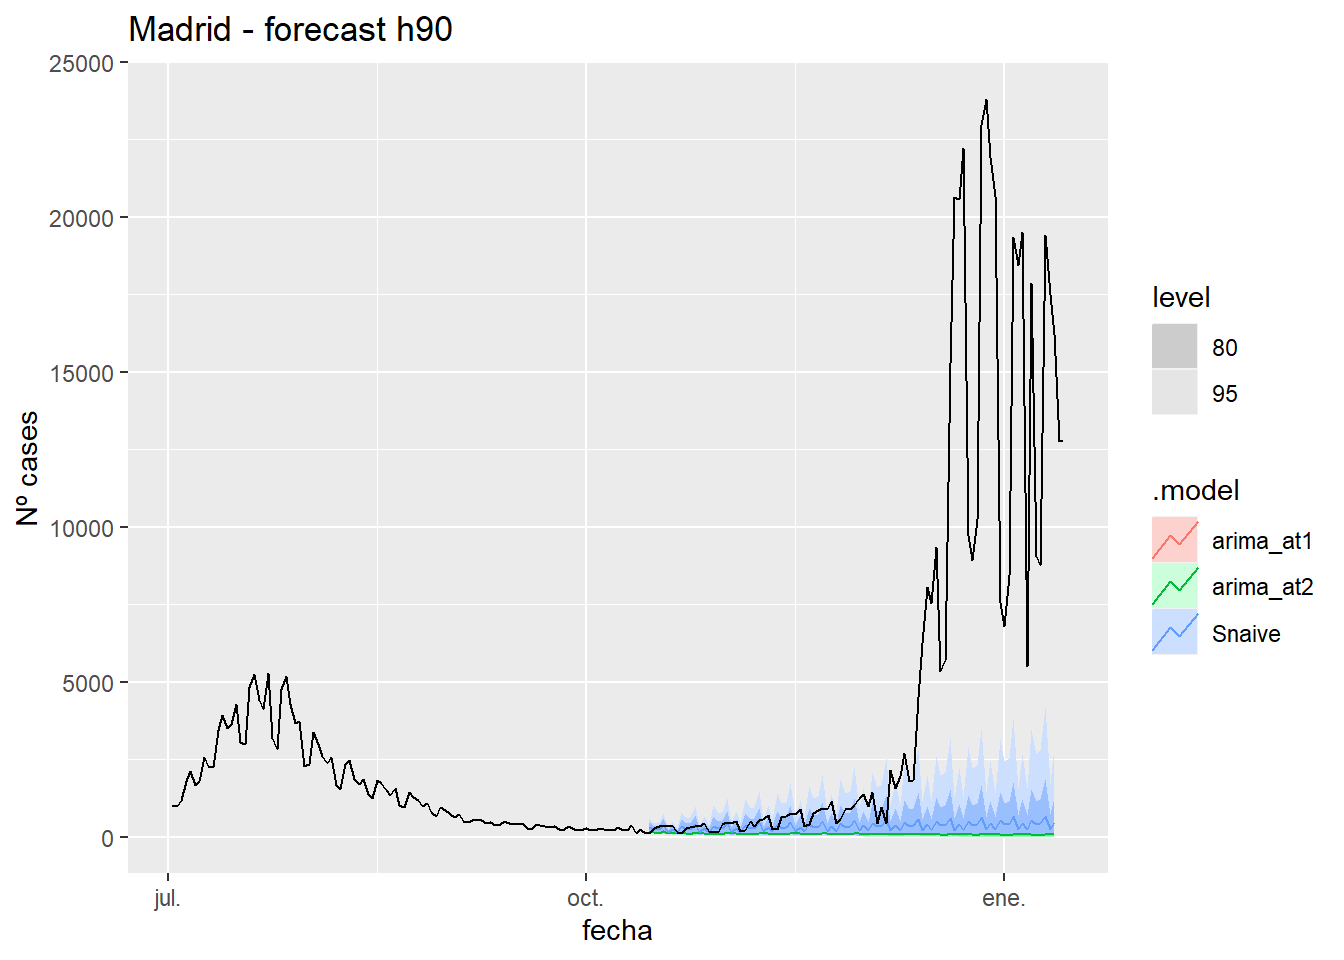 Madrid - forecast h90
25000
20000
15000
10000
5000
0
Nº cases
jul.
oct.
ene.
fecha
level
80
95
.model
arima_at1
arima_at2
Snaive